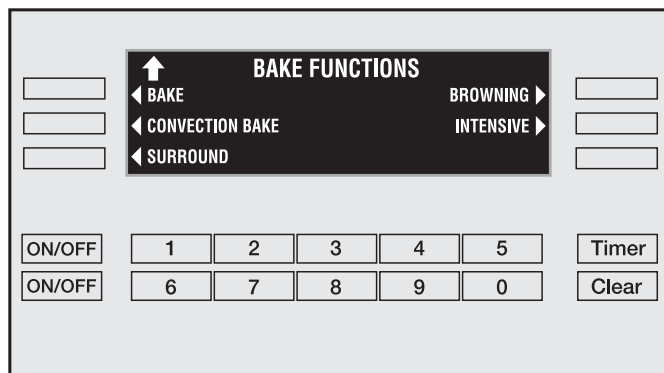 BAKE FUNCTIONS
BAKE BROWNING
CONVECTION BAKE INTENSIVE
SURROUND
ON/OFF 1 2 3 4 5 Timer
ON/OFF 6 7 8 9 0 Clear